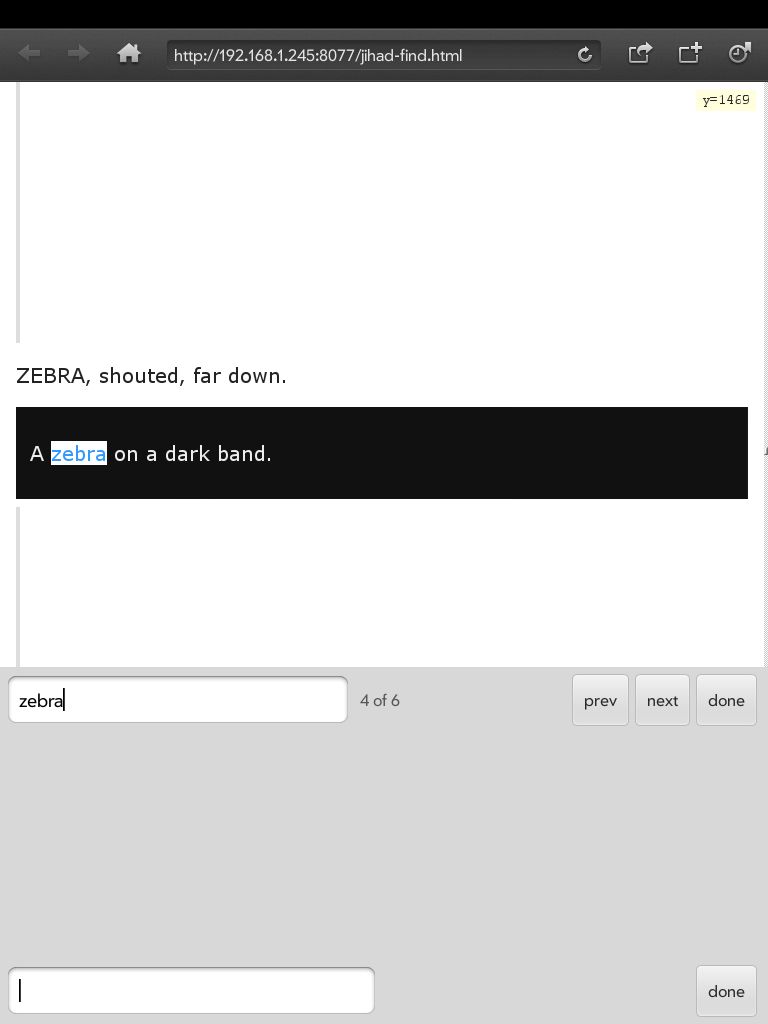 http://192.168.1.245:8077/jihad-find.html
y=1469
ZEBRA, shouted, far down.
A zebra on a dark band.
zebra
4 of 6
prev
next
done
done